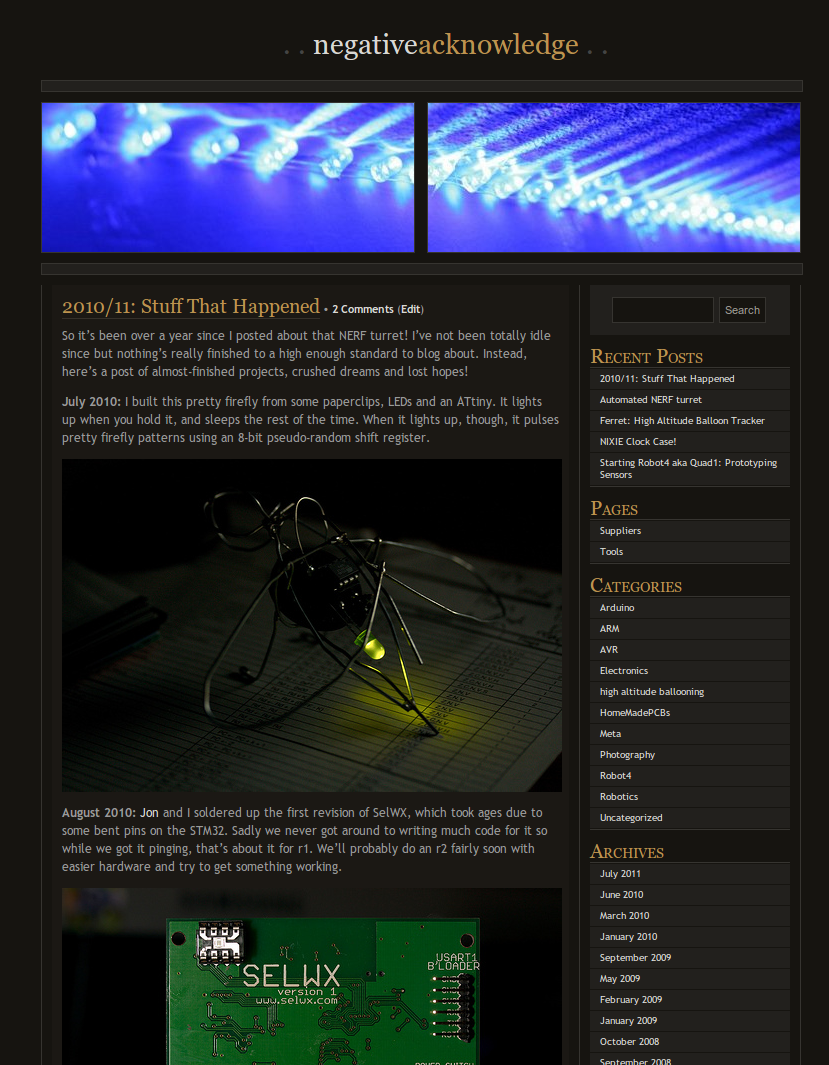 . . negativeacknowledge . .
2010/11: Stuff That Happened • 2 Comments (Edit)
So it's been over a year since I posted about that NERF turret! I've not been totally idle
since but nothing's really finished to a high enough standard to blog about. Instead,
here's a post of almost-finished projects, crushed dreams and lost hopes!
July 2010: I built this pretty firefly from some paperclips, LEDs and an ATtiny. It lights
up when you hold it, and sleeps the rest of the time. When it lights up, though, it pulses
pretty firefly patterns using an 8-bit pseudo-random shift register.
August 2010: Jon and I soldered up the first revision of SelWX, which took ages due to
some bent pins on the STM32. Sadly we never got around to writing much code for it so
while we got it pinging, that's about it for r1. We'll probably do an r2 fairly soon with
easier hardware and try to get something working.
SELWX
version 1
www.selwx.com
USART1
B'LOADER
POWER SWITCH
Search
Recent Posts
2010/11: Stuff That Happened
Automated NERF turret
Ferret: High Altitude Balloon Tracker
NIXIE Clock Case!
Starting Robot4 aka Quad1: Prototyping
Sensors
Pages
Suppliers
Tools
Categories
Arduino
ARM
AVR
Electronics
high altitude ballooning
HomeMadePCBs
Meta
Photography
Robot4
Robotics
Uncategorized
Archives
July 2011
June 2010
March 2010
January 2010
September 2009
May 2009
February 2009
January 2009
October 2008
September 2008